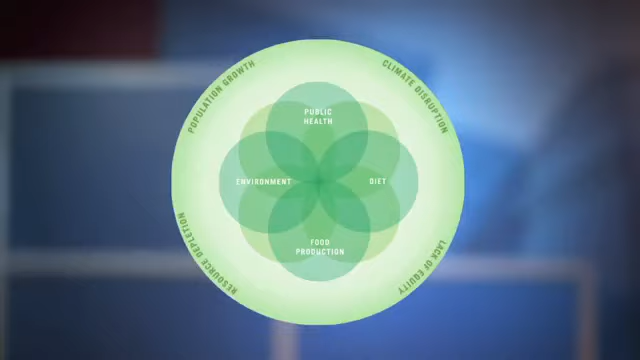 POPULATION GROWTH
CLIMATE DISRUPTION
PUBLIC
HEALTH
ENVIRONMENT
DIET
FOOD
PRODUCTION
RESOURCE DEPLETION
LACK OF EQUITY